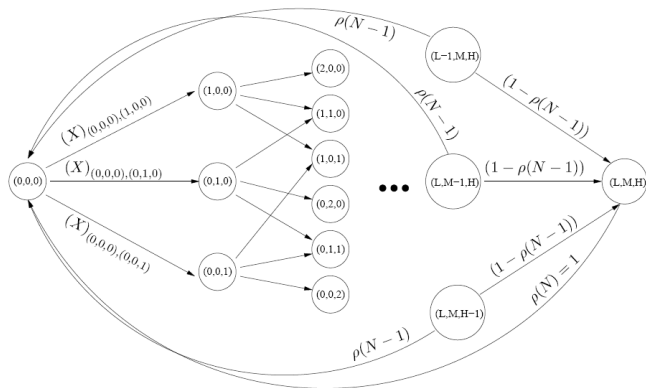 ρ(N−1)
(L−1,M,H)
(2,0,0)
(1,0,0)
(1−ρ(N−1))
(X)(0,0,0),(1,0,0)
(1,1,0)
ρ(N−1)
(X)(0,0,0),(0,1,0)
(1,0,1)
(0,0,0)
(0,1,0)
•••
(L,M−1,H)
(1−ρ(N−1))
(L,M,H)
(0,2,0)
(X)(0,0,0),(0,0,1)
(0,1,1)
(1−ρ(N−1))
(0,0,1)
(0,0,2)
ρ(N)=1
(L,M,H−1)
ρ(N−1)